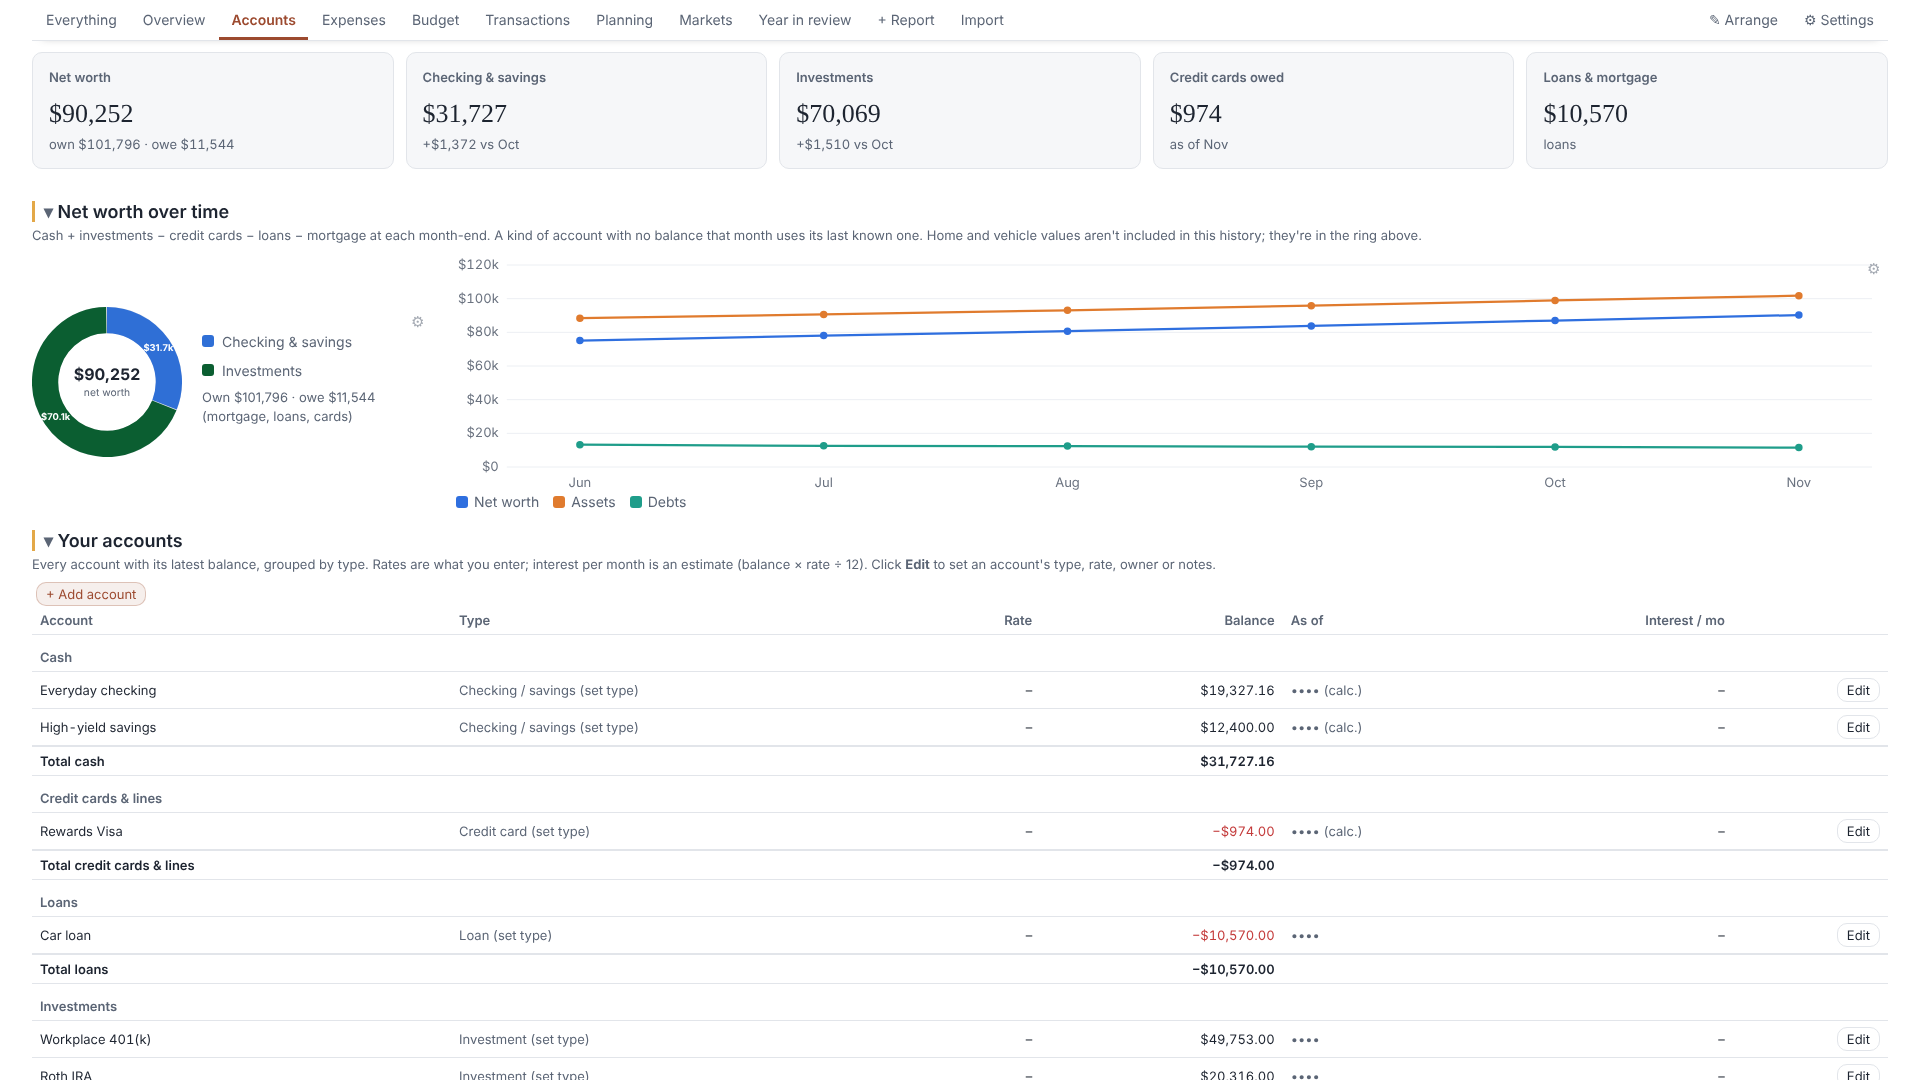 Everything Overview Accounts Expenses Budget Transactions Planning Markets Year in review + Report Import ✎ Arrange ⚙ Settings
Net worth
$90,252
own $101,796 · owe $11,544
Checking & savings
$31,727
+$1,372 vs Oct
Investments
$70,069
+$1,510 vs Oct
Credit cards owed
$974
as of Nov
Loans & mortgage
$10,570
loans
▼ Net worth over time
Cash + investments − credit cards − loans − mortgage at each month-end. A kind of account with no balance that month uses its last known one. Home and vehicle values aren't included in this history; they're in the ring above.
$31.7k
$90,252
net worth
$70.1k
Checking & savings
Investments
Own $101,796 · owe $11,544
(mortgage, loans, cards)
$120k
$100k
$80k
$60k
$40k
$20k
$0
Jun Jul Aug Sep Oct Nov
Net worth Assets Debts
▼ Your accounts
Every account with its latest balance, grouped by type. Rates are what you enter; interest per month is an estimate (balance × rate ÷ 12). Click Edit to set an account's type, rate, owner or notes.
+ Add account
Account Type Rate Balance As of Interest / mo
Cash
Everyday checking Checking / savings (set type) – $19,327.16 •••• (calc.) – Edit
High-yield savings Checking / savings (set type) – $12,400.00 •••• (calc.) – Edit
Total cash $31,727.16
Credit cards & lines
Rewards Visa Credit card (set type) – −$974.00 •••• (calc.) – Edit
Total credit cards & lines −$974.00
Loans
Car loan Loan (set type) – −$10,570.00 •••• – Edit
Total loans −$10,570.00
Investments
Workplace 401(k) Investment (set type) – $49,753.00 •••• – Edit
Roth IRA Investment (set type) – $20,316.00 •••• – Edit